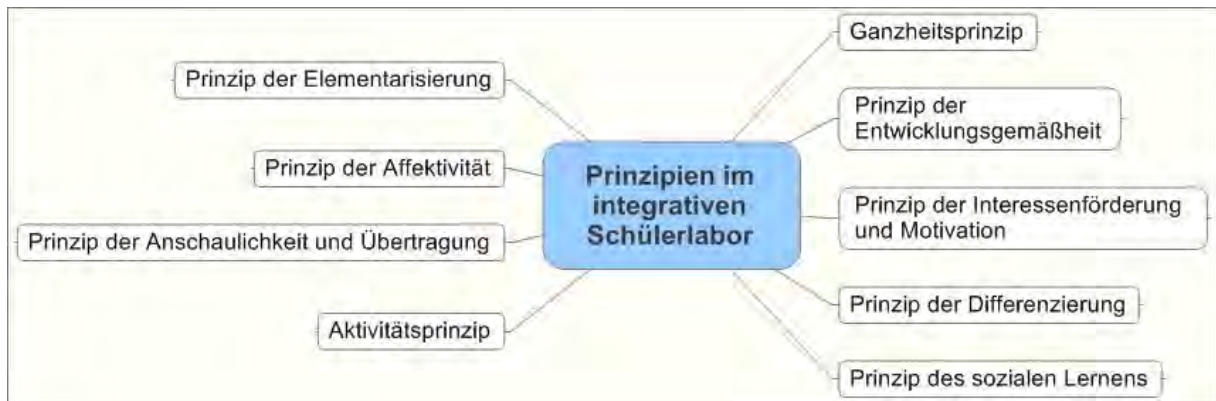 Ganzheitsprinzip
Prinzip der Elementarisierung
Prinzip der
Entwicklungsgemäßheit
Prinzip der Affektivität
Prinzipien im
integrativen
Schülerlabor
Prinzip der Interessenförderung
und Motivation
Prinzip der Anschaulichkeit und Übertragung
Prinzip der Differenzierung
Aktivitätsprinzip
Prinzip des sozialen Lernens